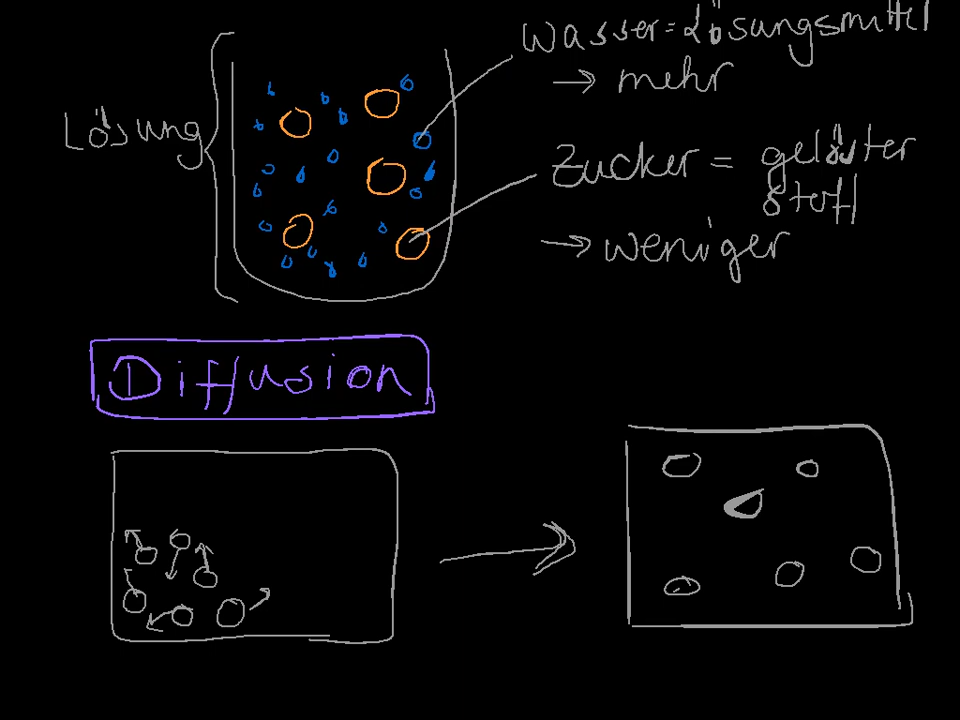 Wasser = Lösungsmittel
→ mehr
Lösung
Zucker = gelöster
Stoff
→ weniger
Diffusion